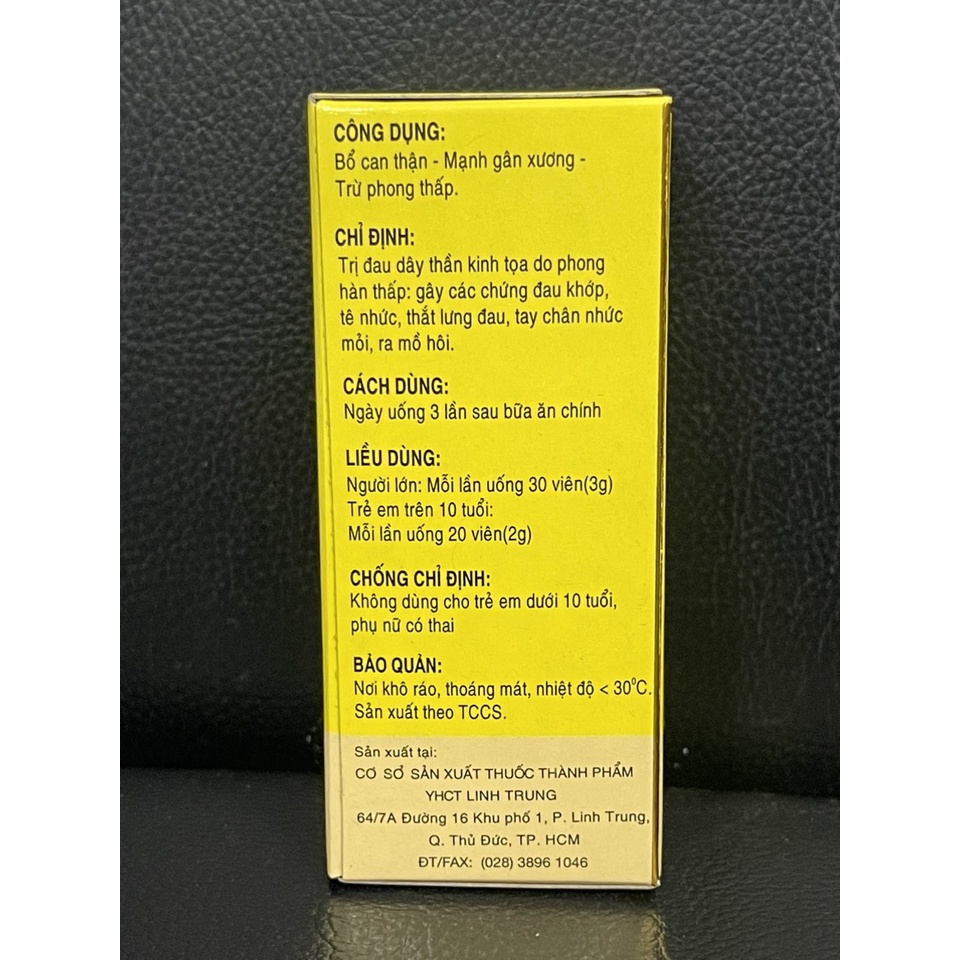 CÔNG DỤNG:
Bổ can thận - Mạnh gân xương -
Trừ phong thấp.
CHỈ ĐỊNH:
Trị đau dây thần kinh tọa do phong
hàn thấp: gây các chứng đau khớp,
tê nhức, thắt lưng đau, tay chân nhức
mỏi, ra mồ hôi.
CÁCH DÙNG:
Ngày uống 3 lần sau bữa ăn chính
LIỀU DÙNG:
Người lớn: Mỗi lần uống 30 viên(3g)
Trẻ em trên 10 tuổi:
Mỗi lần uống 20 viên(2g)
CHỐNG CHỈ ĐỊNH:
Không dùng cho trẻ em dưới 10 tuổi,
phụ nữ có thai
BẢO QUẢN:
Nơi khô ráo, thoáng mát, nhiệt độ < 30⁰C.
Sản xuất theo TCCS.
Sản xuất tại:
CƠ SỞ SẢN XUẤT THUỐC THÀNH PHẨM
YHCT LINH TRUNG
64/7A Đường 16 Khu phố 1, P. Linh Trung,
Q. Thủ Đức, TP. HCM
ĐT/FAX: (028) 3896 1046